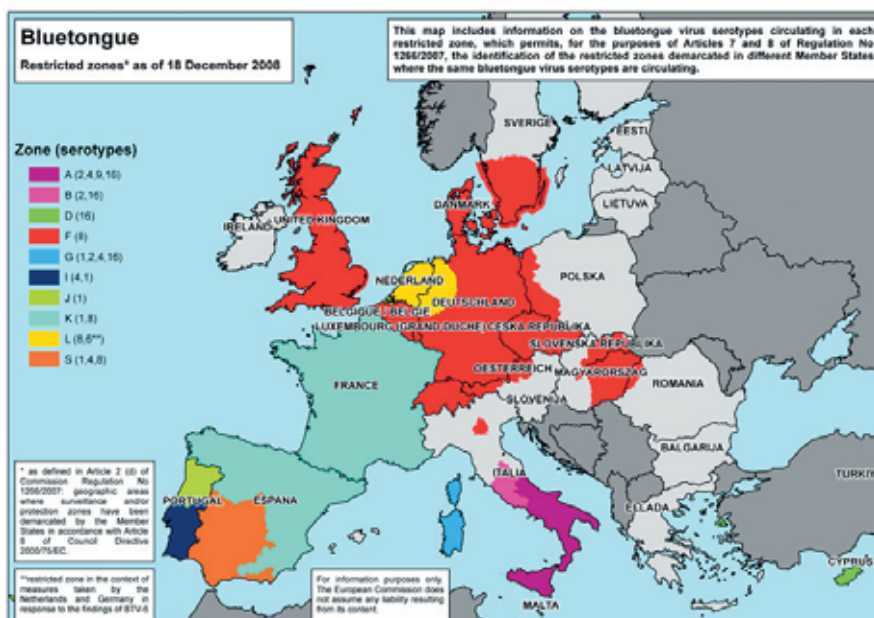 Bluetongue
Restricted zones* as of 18 December 2008
This map includes information on the bluetongue virus serotypes circulating in each
restricted zone, which permits, for the purposes of Articles 7 and 8 of Regulation No
1266/2007, the identification of the restricted zones demarcated in different Member States
where the same bluetongue virus serotypes are circulating.
Zone (serotypes)
A (2,4,9,16)
B (2,16)
D (16)
F (8)
G (1,2,4,16)
I (4,1)
J (1)
K (1,8)
L (8,6**)
S (1,4,8)
SVERIGE
EESTI
LATVIJA
LIETUVA
DANMARK
IRELAND
UNITED KINGDOM
NEDERLAND
POLSKA
DEUTSCHLAND
BELGIQUE / BELGIE
LUXEMBOURG (GRAND-DUCHE)
CESKA REPUBLIKA
SLOVENSKA REPUBLIKA
OESTERREICH
MAGYARORSZAG
FRANCE
SLOVENIJA
ROMANIA
BALGARIJA
ITALIA
PORTUGAL
ESPANA
ELLADA
TURKIY
CYPRUS
MALTA
* as defined in Article 2 (d) of
Commission Regulation No
1266/2007: geographic areas
where surveillance and/or
protection zones have been
demarcated by the Member
States in accordance with Article
8 of Council Directive
2000/75/EC.
**restricted zone in the context of
measures taken by the
Netherlands and Germany in
response to the findings of BTV-6
For information purposes only.
The European Commission does
not assume any liability resulting
from its content.